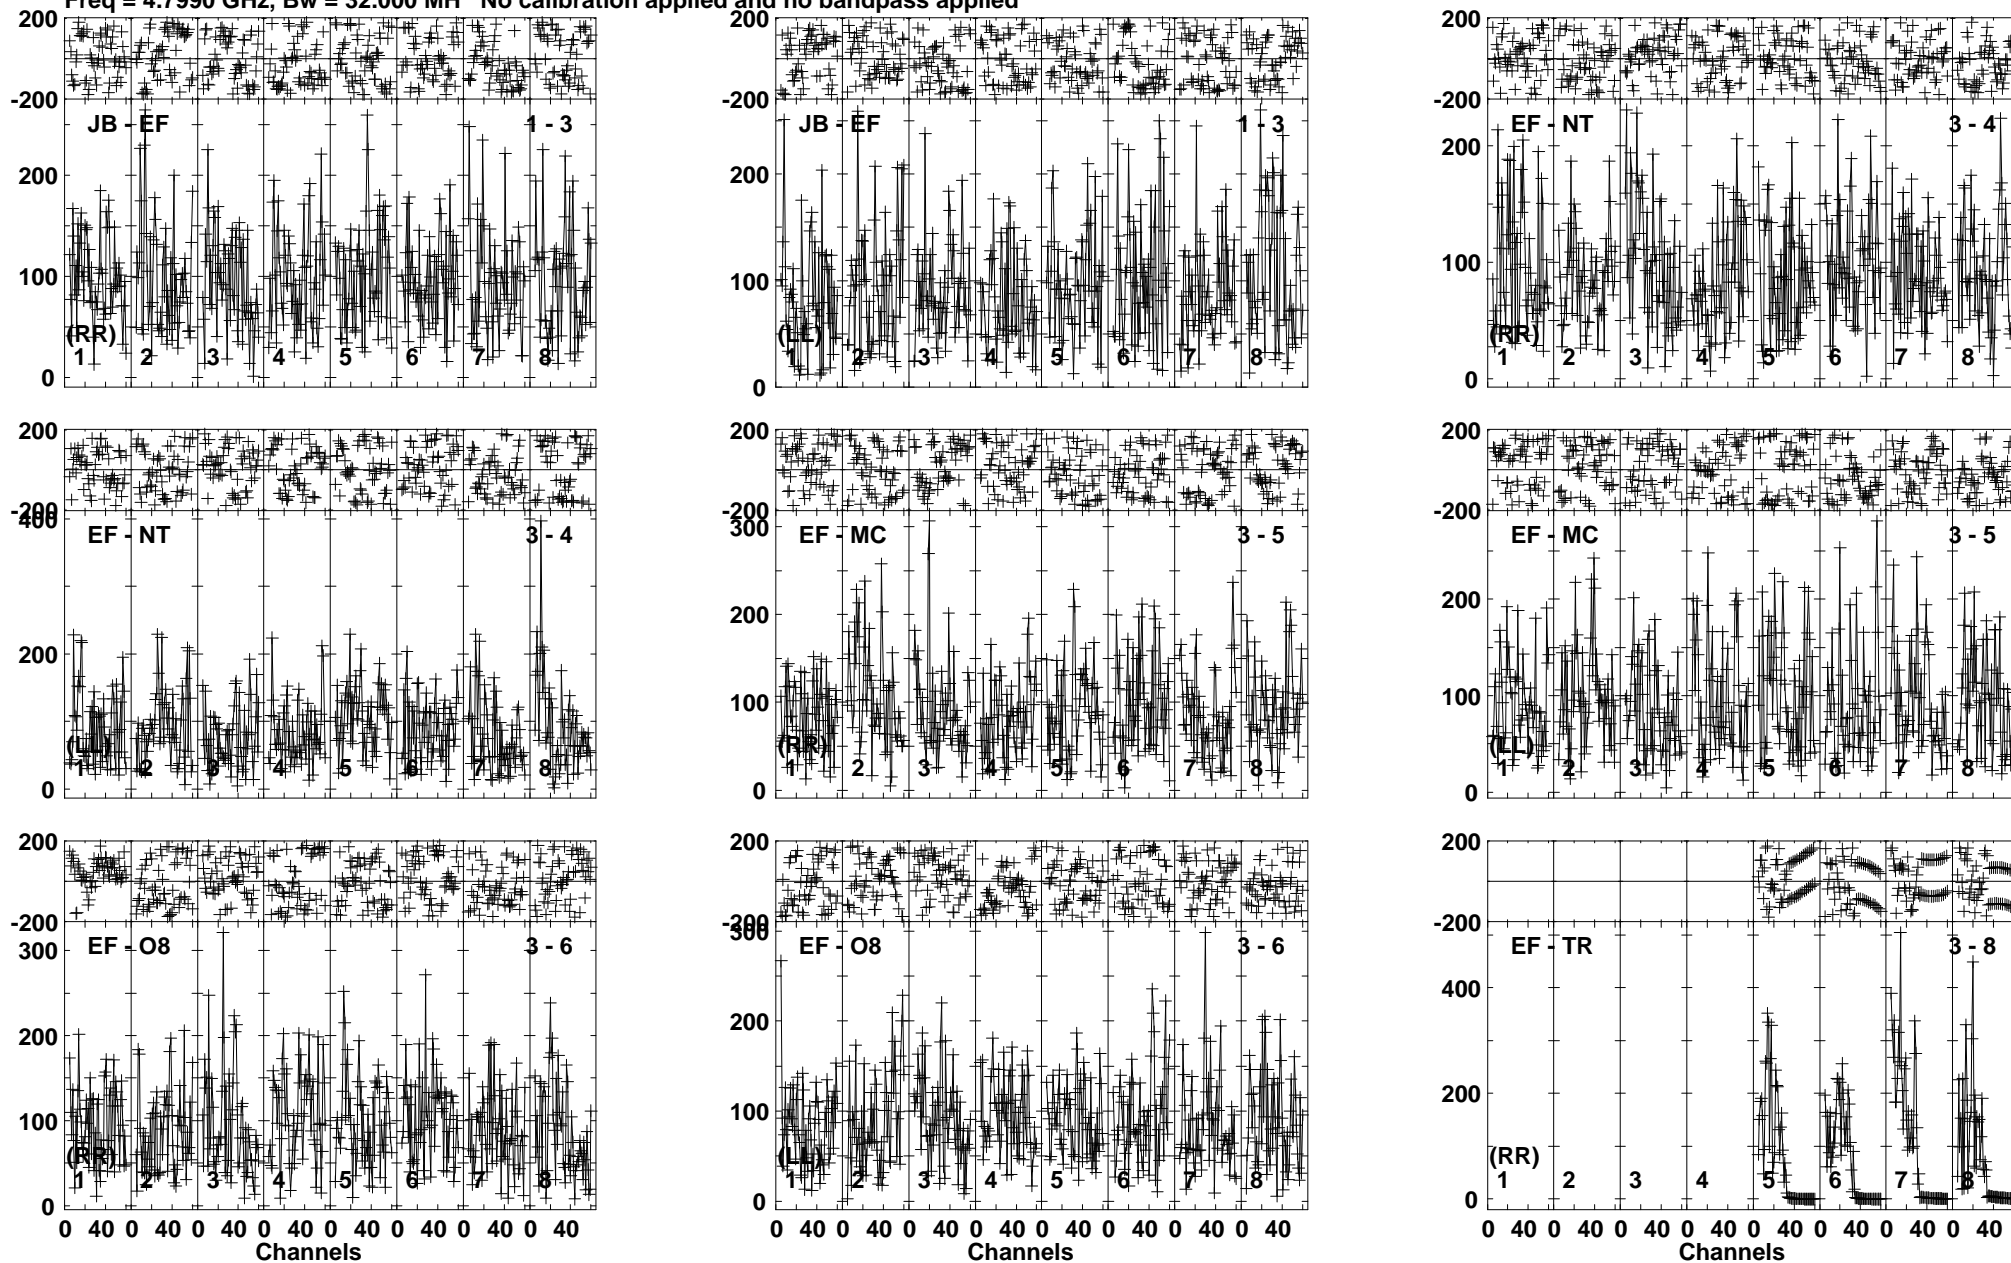 Freq = 4.7990 GHz, Bw = 32.000 MH No calibration applied and no bandpass applied
200 200 200
-200 -200 -200
JB - EF 1 - 3 JB - EF 1 - 3 EF - NT 3 - 4
200 200 200
100 100 100
(RR) (LL) (RR)
1 2 3 4 5 6 7 8 1 2 3 4 5 6 7 8 1 2 3 4 5 6 7 8
0 0 0
200 200 200
-200 -200 -200
400 300
EF - NT 3 - 4 EF - MC 3 - 5 EF - MC 3 - 5
200 200 200
100 100
(LL) (RR) (LL)
1 2 3 4 5 6 7 8 1 2 3 4 5 6 7 8 1 2 3 4 5 6 7 8
0 0 0
200 200 200
-200 -200 -200
300 300
EF - O8 3 - 6 EF - O8 3 - 6 EF - TR 3 - 8
200 200 400
100 100 200
(RR) (LL) (RR)
1 2 3 4 5 6 7 8 1 2 3 4 5 6 7 8 1 2 3 4 5 6 7 8
0 0 0
0 40 0 40 0 40 0 40 0 40 0 40 0 40 0 40 0 40 0 40 0 40 0 40 0 40 0 40 0 40 0 40 0 40 0 40 0 40 0 40 0 40 0 40 0 40 0 40
Channels Channels Channels